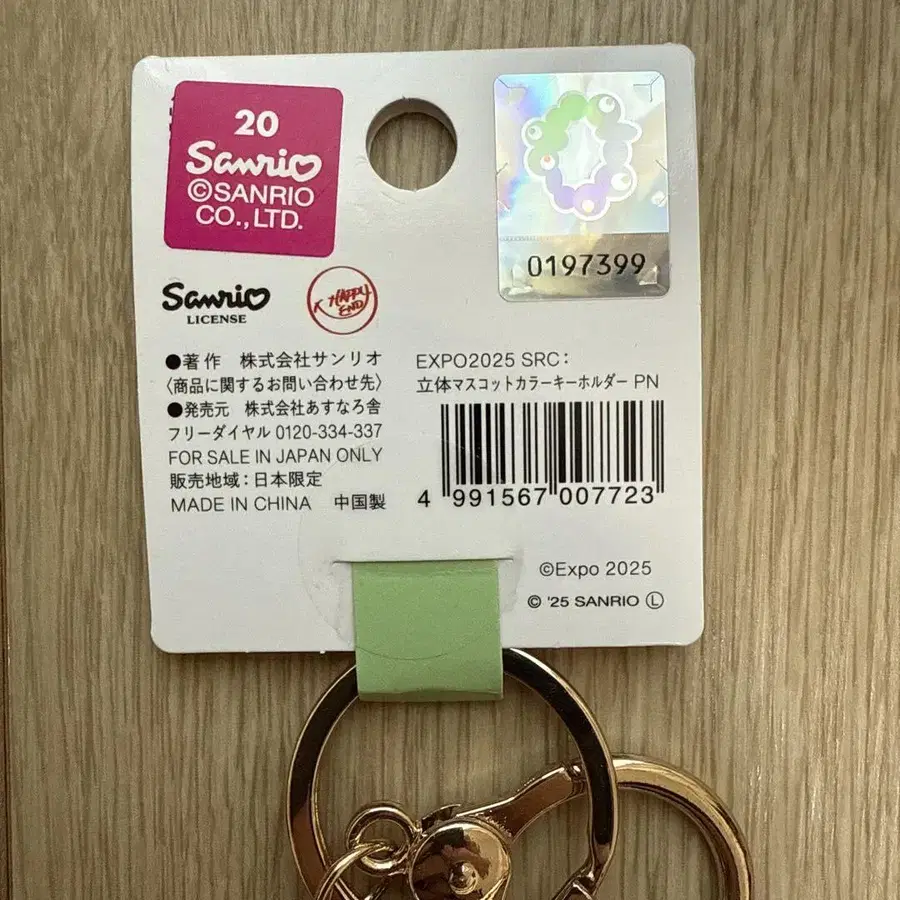 20
Sanrio
©SANRIO
CO., LTD.
0197399
Sanrio
LICENSE
K HAPPY
END
●著作 株式会社サンリオ
〈商品に関するお問い合わせ先〉
●発売元 株式会社あすなろ舎
フリーダイヤル 0120-334-337
FOR SALE IN JAPAN ONLY
販売地域:日本限定
MADE IN CHINA 中国製
EXPO2025 SRC:
立体マスコットカラーキーホルダー PN
4 991567 007723
©Expo 2025
© '25 SANRIO Ⓛ